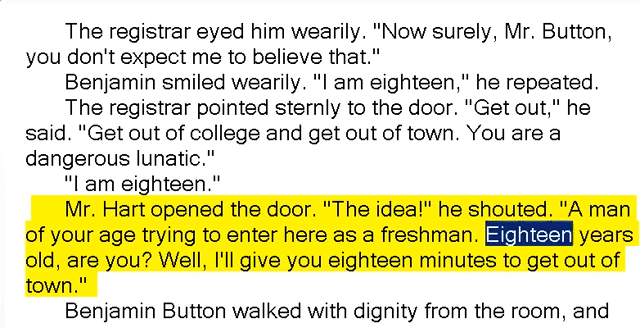 The registrar eyed him wearily. "Now surely, Mr. Button,
you don't expect me to believe that."
Benjamin smiled wearily. "I am eighteen," he repeated.
The registrar pointed sternly to the door. "Get out," he
said. "Get out of college and get out of town. You are a
dangerous lunatic."
"I am eighteen."
Mr. Hart opened the door. "The idea!" he shouted. "A man
of your age trying to enter here as a freshman. Eighteen years
old, are you? Well, I'll give you eighteen minutes to get out of
town."
Benjamin Button walked with dignity from the room, and